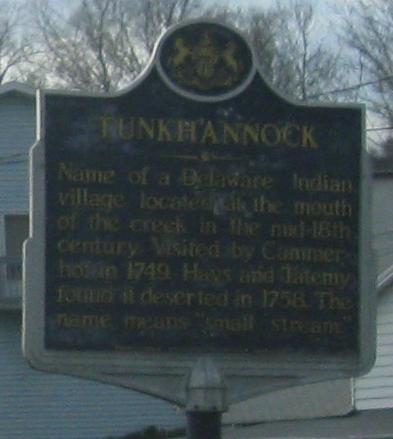 TUNKHANNOCK
Name of a Delaware Indian
village located at the mouth
of the creek in the mid-18th
century. Visited by Cammer-
hof in 1749. Hays and Tatemy
found it deserted in 1758. The
name means "small stream."